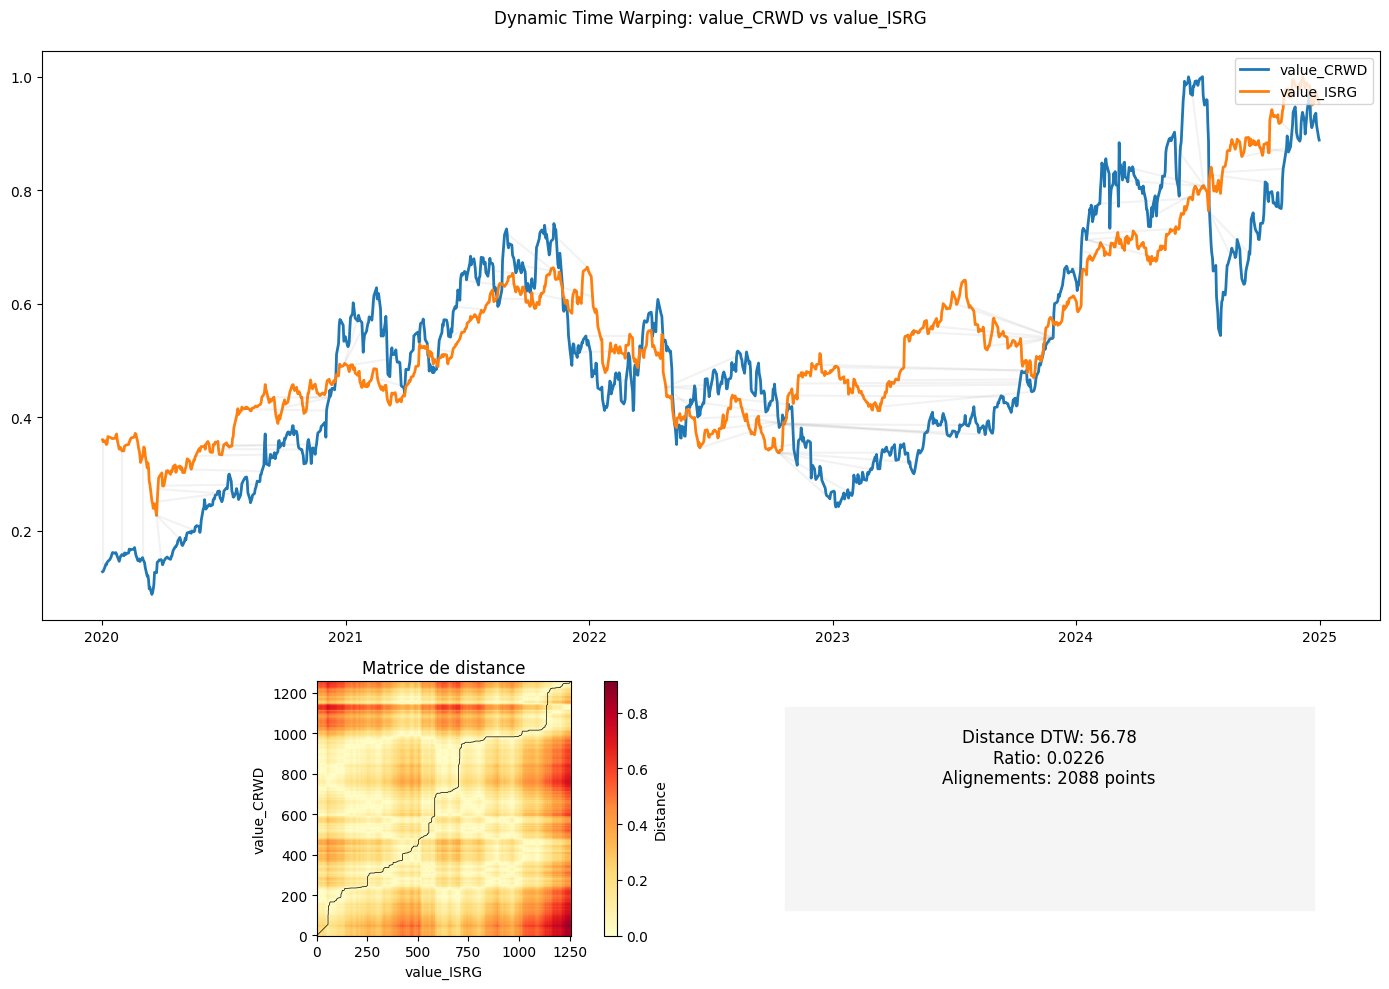 Dynamic Time Warping: value_CRWD vs value_ISRG
value_CRWD
value_ISRG
1.0
0.8
0.6
0.4
0.2
2020 2021 2022 2023 2024 2025
Matrice de distance
value_CRWD
1200
1000
800
600
400
200
0
0 250 500 750 1000 1250
value_ISRG
0.8
0.6
0.4
0.2
0.0
Distance
Distance DTW: 56.78
Ratio: 0.0226
Alignements: 2088 points